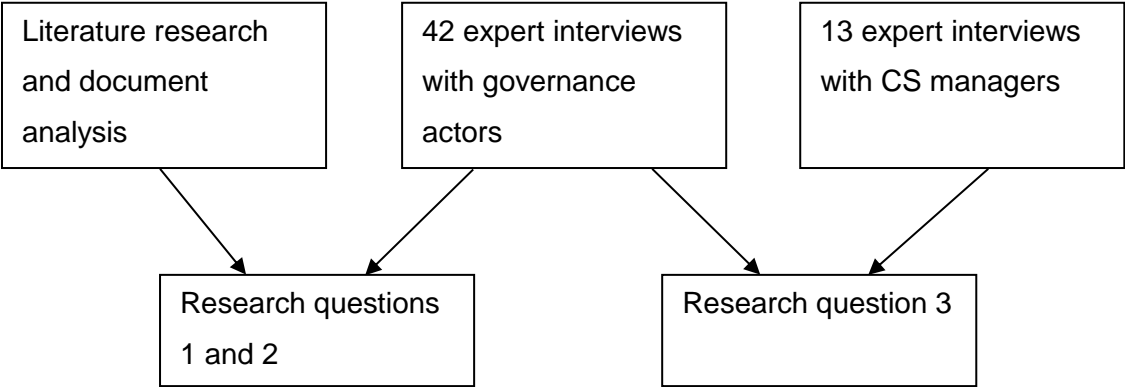 Literature research
and document
analysis
42 expert interviews
with governance
actors
13 expert interviews
with CS managers
Research questions
1 and 2
Research question 3